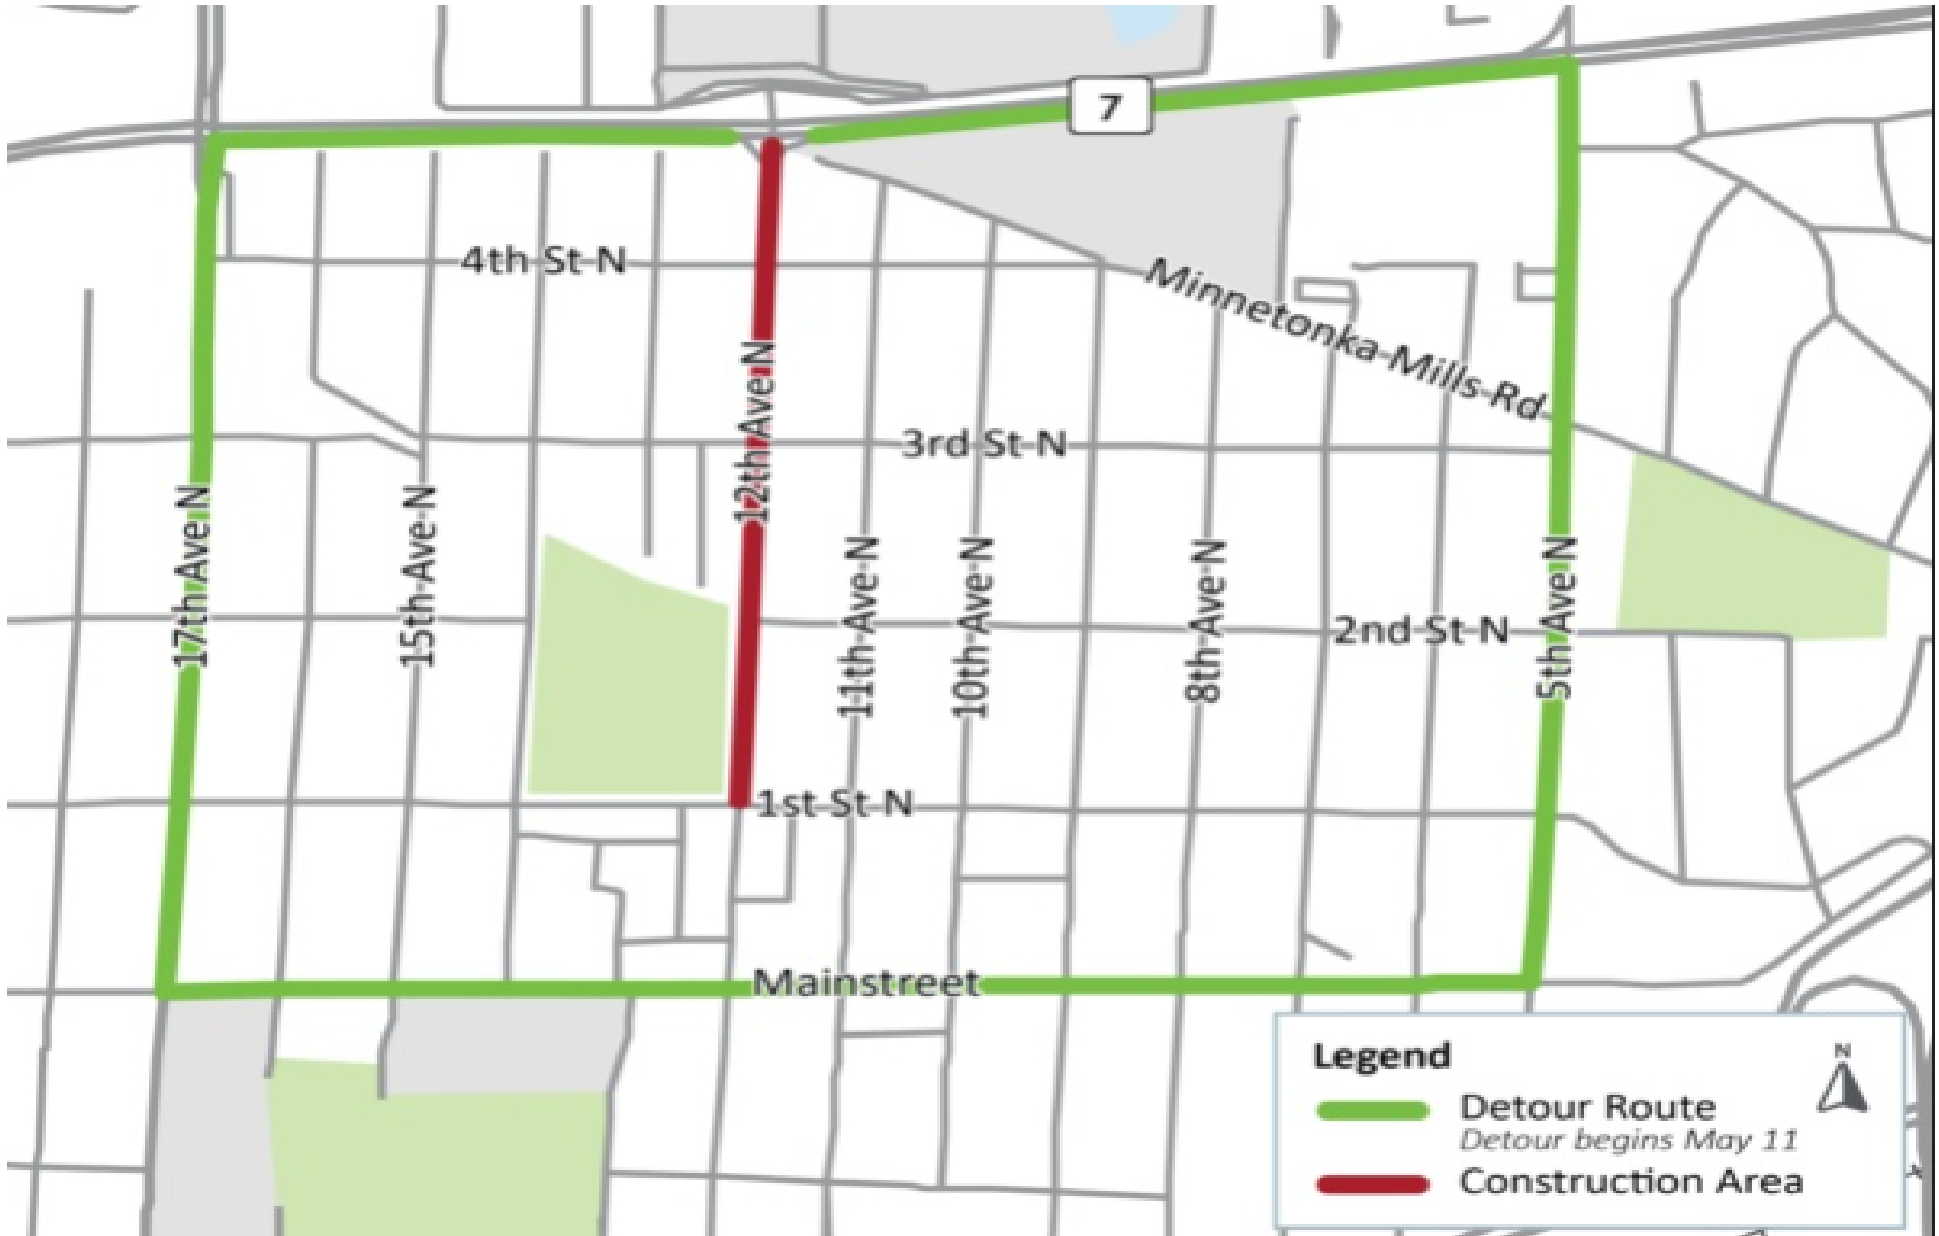 7
4th St N
Minnetonka Mills Rd
12th Ave N
3rd St N
17th Ave N
15th Ave N
11th Ave N
10th Ave N
8th Ave N
5th Ave N
2nd St N
1st St N
Mainstreet
Legend
N
Detour Route
Detour begins May 11
Construction Area